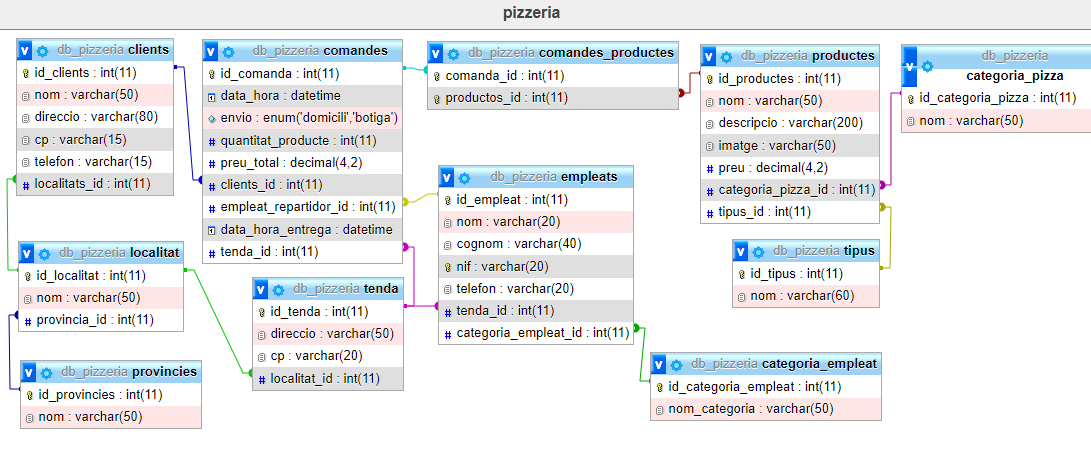 pizzeria
v db_pizzeria clients
id_clients : int(11)
nom : varchar(50)
direccio : varchar(80)
cp : varchar(15)
telefon : varchar(15)
# localitats_id : int(11)
v db_pizzeria comandes
id_comanda : int(11)
data_hora : datetime
envio : enum('domicili','botiga')
# quantitat_producte : int(11)
# preu_total : decimal(4,2)
# clients_id : int(11)
# empleat_repartidor_id : int(11)
data_hora_entrega : datetime
# tenda_id : int(11)
v db_pizzeria comandes_productes
comanda_id : int(11)
productos_id : int(11)
v db_pizzeria productes
id_productes : int(11)
nom : varchar(50)
descripcio : varchar(200)
imatge : varchar(50)
# preu : decimal(4,2)
# categoria_pizza_id : int(11)
# tipus_id : int(11)
v db_pizzeria
categoria_pizza
id_categoria_pizza : int(11)
nom : varchar(50)
v db_pizzeria empleats
id_empleat : int(11)
nom : varchar(20)
cognom : varchar(40)
nif : varchar(20)
telefon : varchar(20)
# tenda_id : int(11)
# categoria_empleat_id : int(11)
v db_pizzeria localitat
id_localitat : int(11)
nom : varchar(50)
# provincia_id : int(11)
v db_pizzeria tenda
id_tenda : int(11)
direccio : varchar(50)
cp : varchar(20)
# localitat_id : int(11)
v db_pizzeria tipus
id_tipus : int(11)
nom : varchar(60)
v db_pizzeria provincies
id_provincies : int(11)
nom : varchar(50)
v db_pizzeria categoria_empleat
id_categoria_empleat : int(11)
nom_categoria : varchar(50)